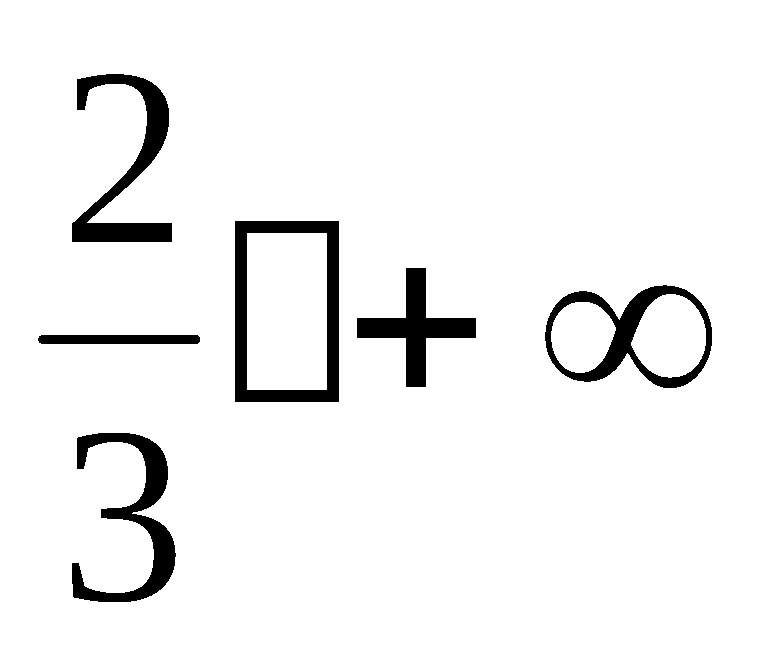 2/3 □+ ∞